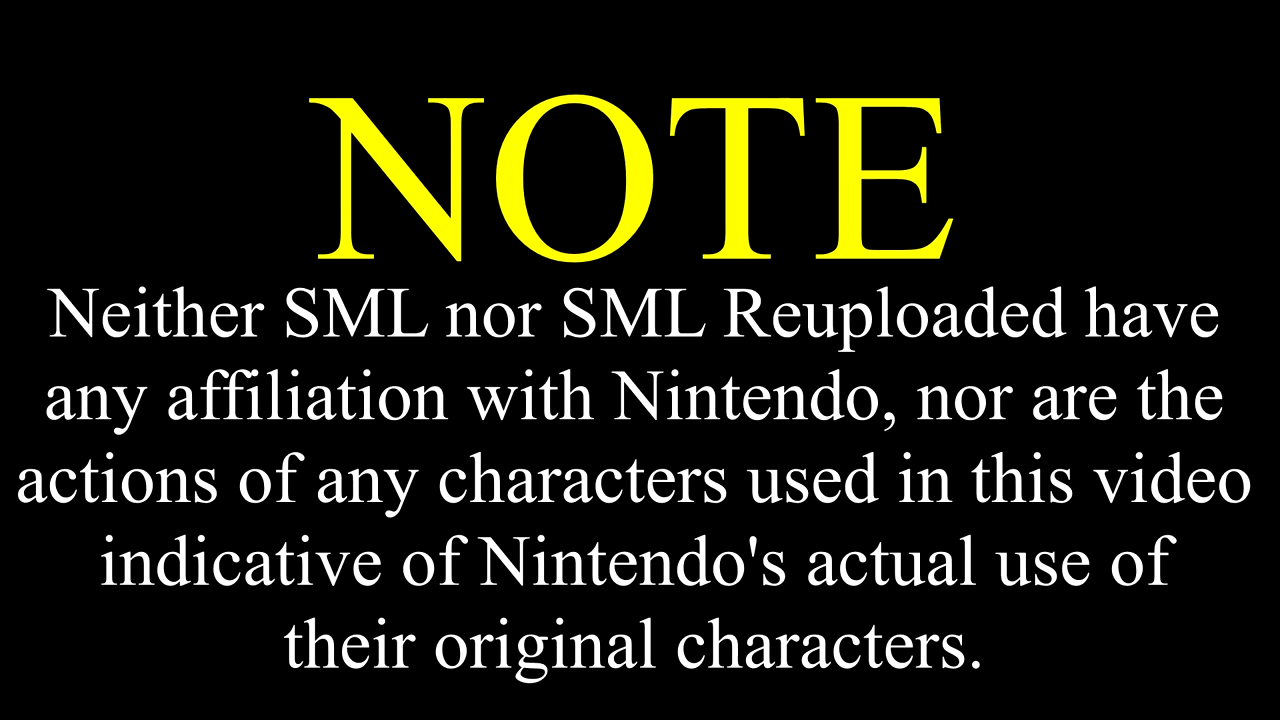 NOTE
Neither SML nor SML Reuploaded have
any affiliation with Nintendo, nor are the
actions of any characters used in this video
indicative of Nintendo's actual use of
their original characters.